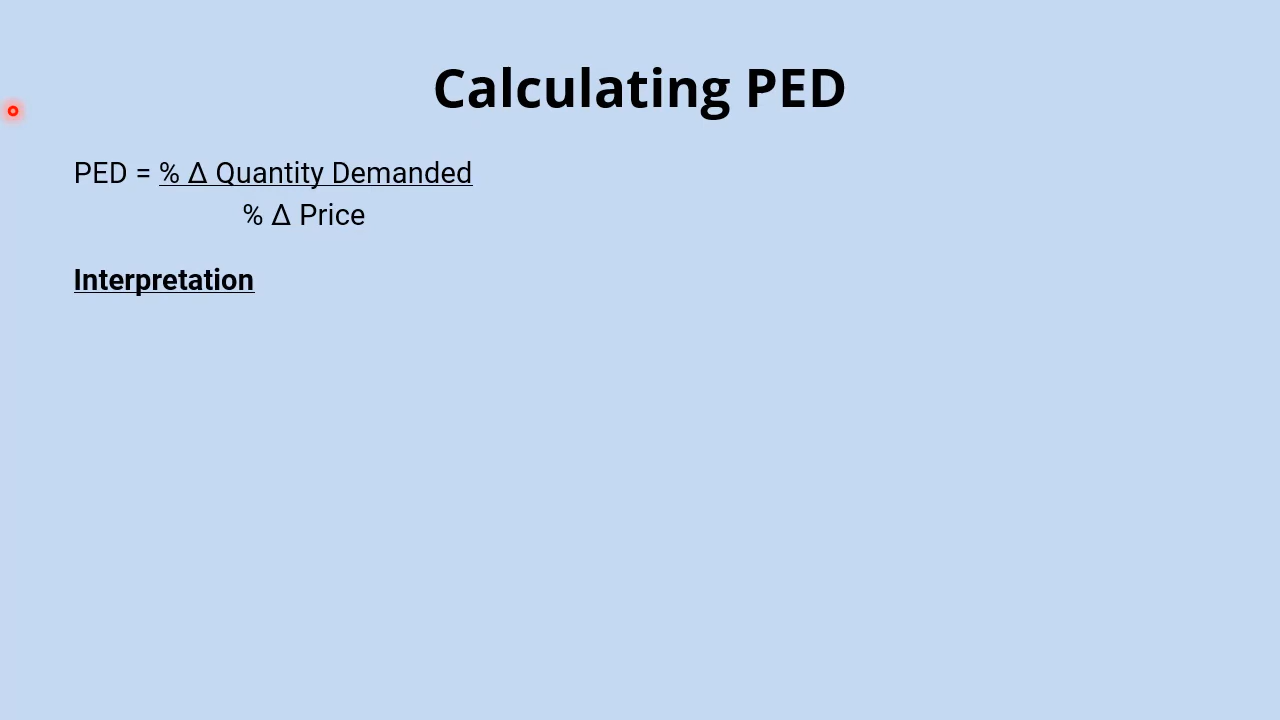 Calculating PED
PED = % Δ Quantity Demanded
% Δ Price
Interpretation